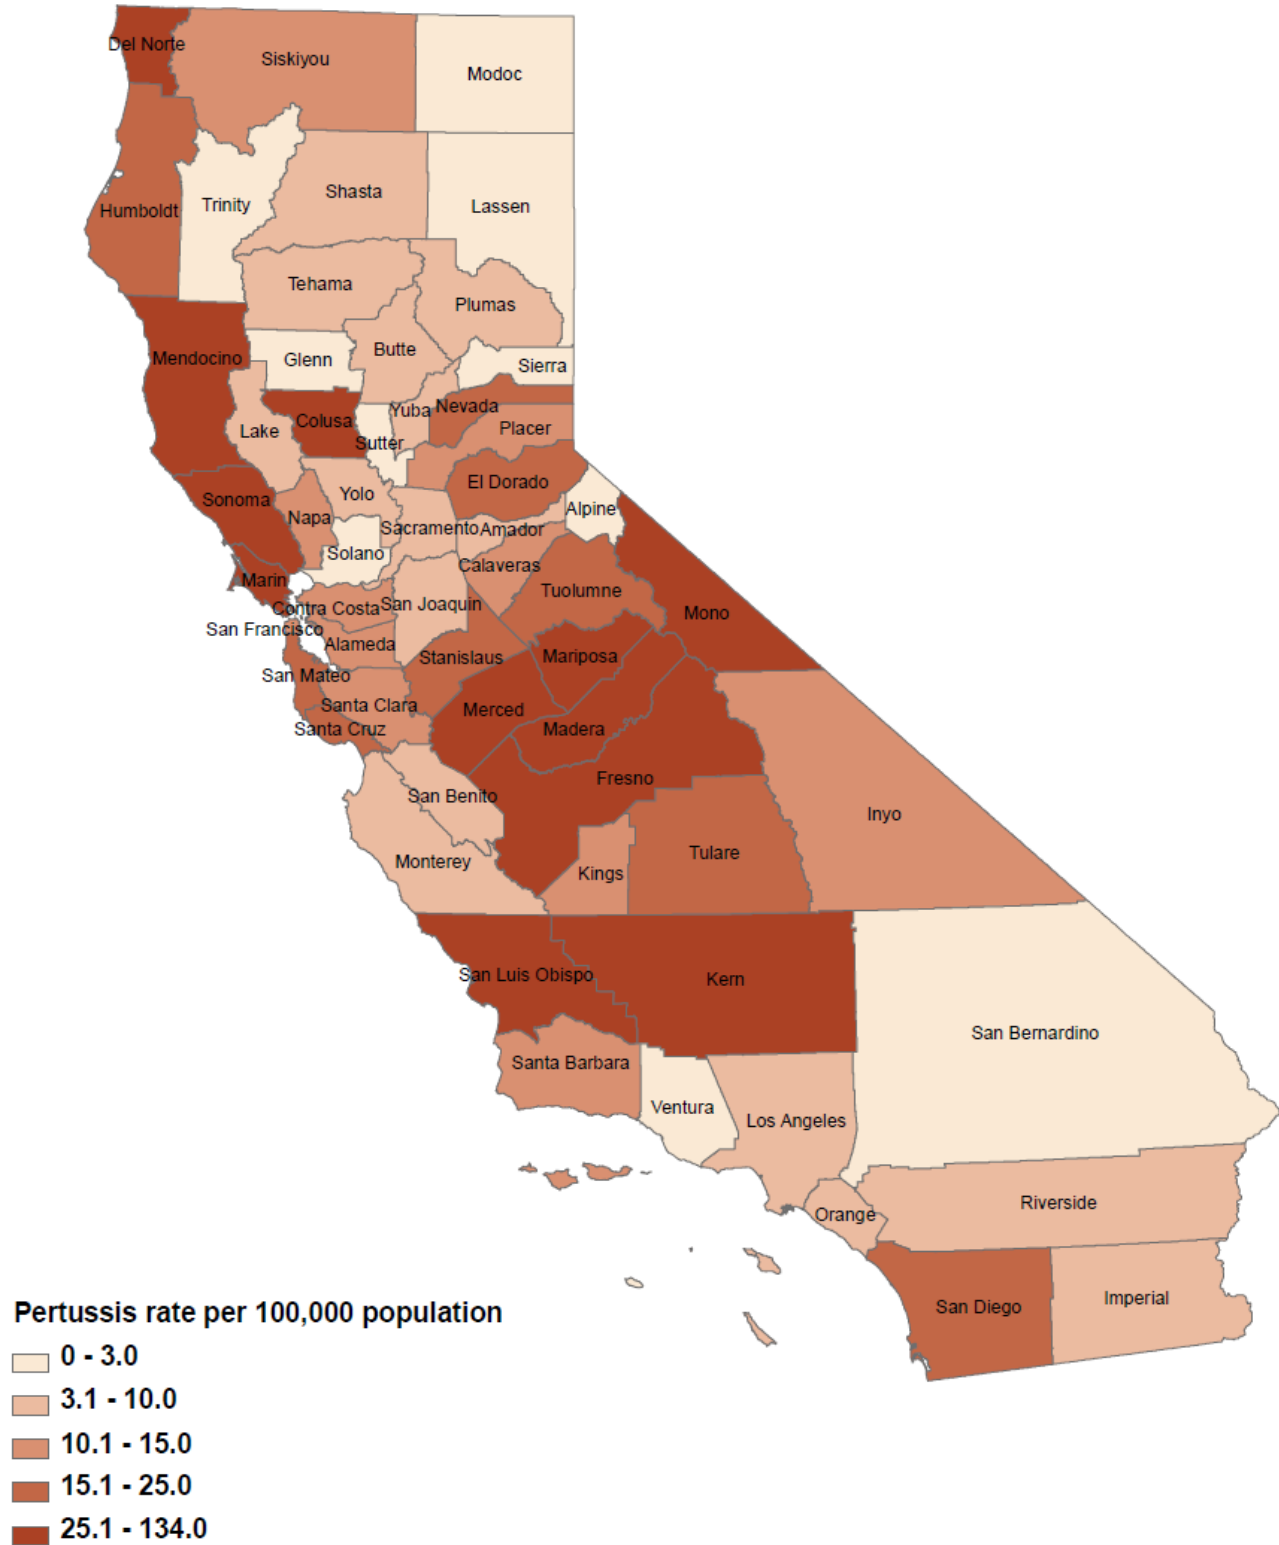 Del Norte
Siskiyou
Modoc
Shasta
Lassen
Trinity
Humboldt
Tehama
Plumas
Butte
Mendocino
Glenn
Sierra
Yuba
Nevada
Colusa
Placer
Lake
Sutter
El Dorado
Yolo
Sonoma
Alpine
Napa
Sacramento
Amador
Solano
Calaveras
Marin
Tuolumne
Contra Costa
San Joaquin
Mono
San Francisco
Alameda
Mariposa
Stanislaus
San Mateo
Santa Clara
Merced
Santa Cruz
Madera
Fresno
San Benito
Inyo
Tulare
Monterey
Kings
San Luis Obispo
Kern
San Bernardino
Santa Barbara
Ventura
Los Angeles
Riverside
Orange
Imperial
San Diego
Pertussis rate per 100,000 population
0 - 3.0
3.1 - 10.0
10.1 - 15.0
15.1 - 25.0
25.1 - 134.0